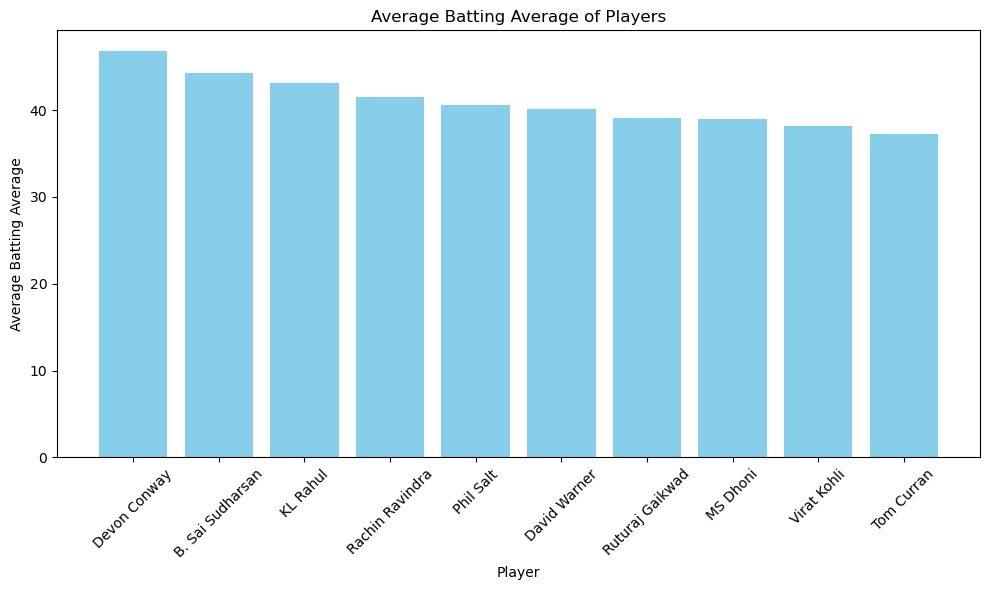 Average Batting Average of Players
Average Batting Average
40
30
20
10
0
Devon Conway
B. Sai Sudharsan
KL Rahul
Rachin Ravindra
Phil Salt
David Warner
Ruturaj Gaikwad
MS Dhoni
Virat Kohli
Tom Curran
Player